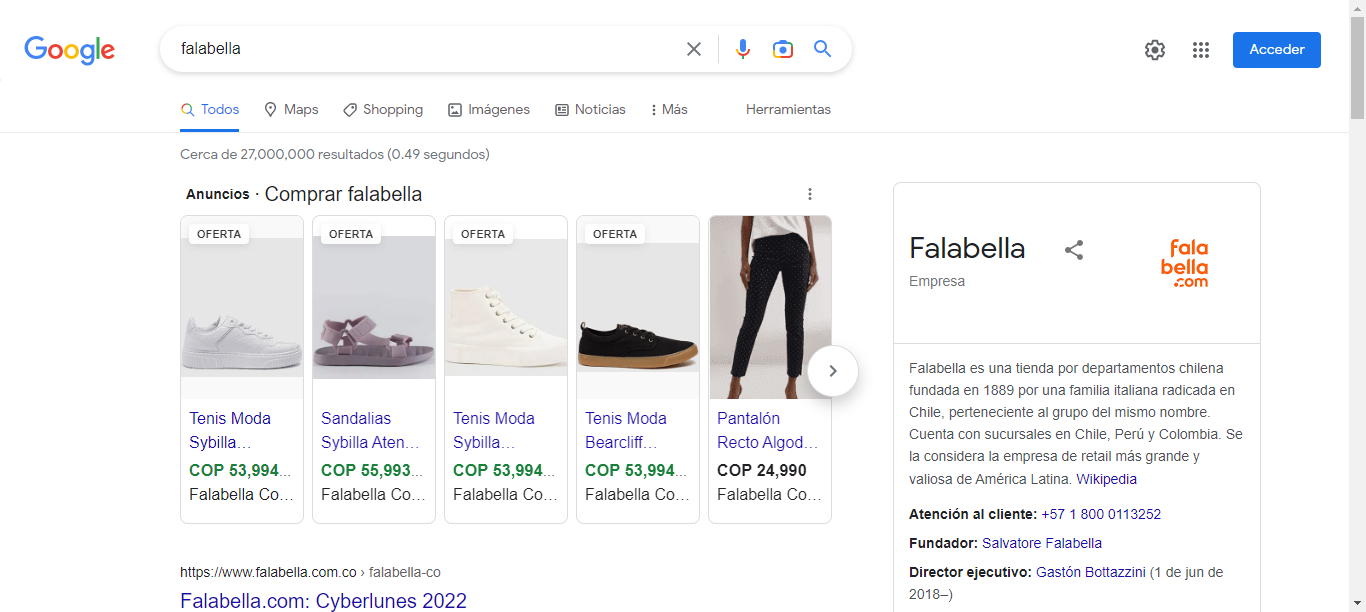 Google
falabella
Acceder
Todos
Maps
Shopping
Imágenes
Noticias
Más
Herramientas
Cerca de 27,000,000 resultados (0.49 segundos)
Anuncios · Comprar falabella
OFERTA
Tenis Moda
Sybilla...
COP 53,994...
Falabella Co...
OFERTA
Sandalias
Sybilla Aten...
COP 55,993...
Falabella Co...
OFERTA
Tenis Moda
Sybilla...
COP 53,994...
Falabella Co...
OFERTA
Tenis Moda
Bearcliff...
COP 53,994...
Falabella Co...
Pantalón
Recto Algod...
COP 24,990
Falabella Co...
https://www.falabella.com.co › falabella-co
Falabella.com: Cyberlunes 2022
Falabella
Empresa
fala
bella
.com
Falabella es una tienda por departamentos chilena
fundada en 1889 por una familia italiana radicada en
Chile, perteneciente al grupo del mismo nombre.
Cuenta con sucursales en Chile, Perú y Colombia. Se
la considera la empresa de retail más grande y
valiosa de América Latina. Wikipedia
Atención al cliente: +57 1 800 0113252
Fundador: Salvatore Falabella
Director ejecutivo: Gastón Bottazzini (1 de jun de
2018–)